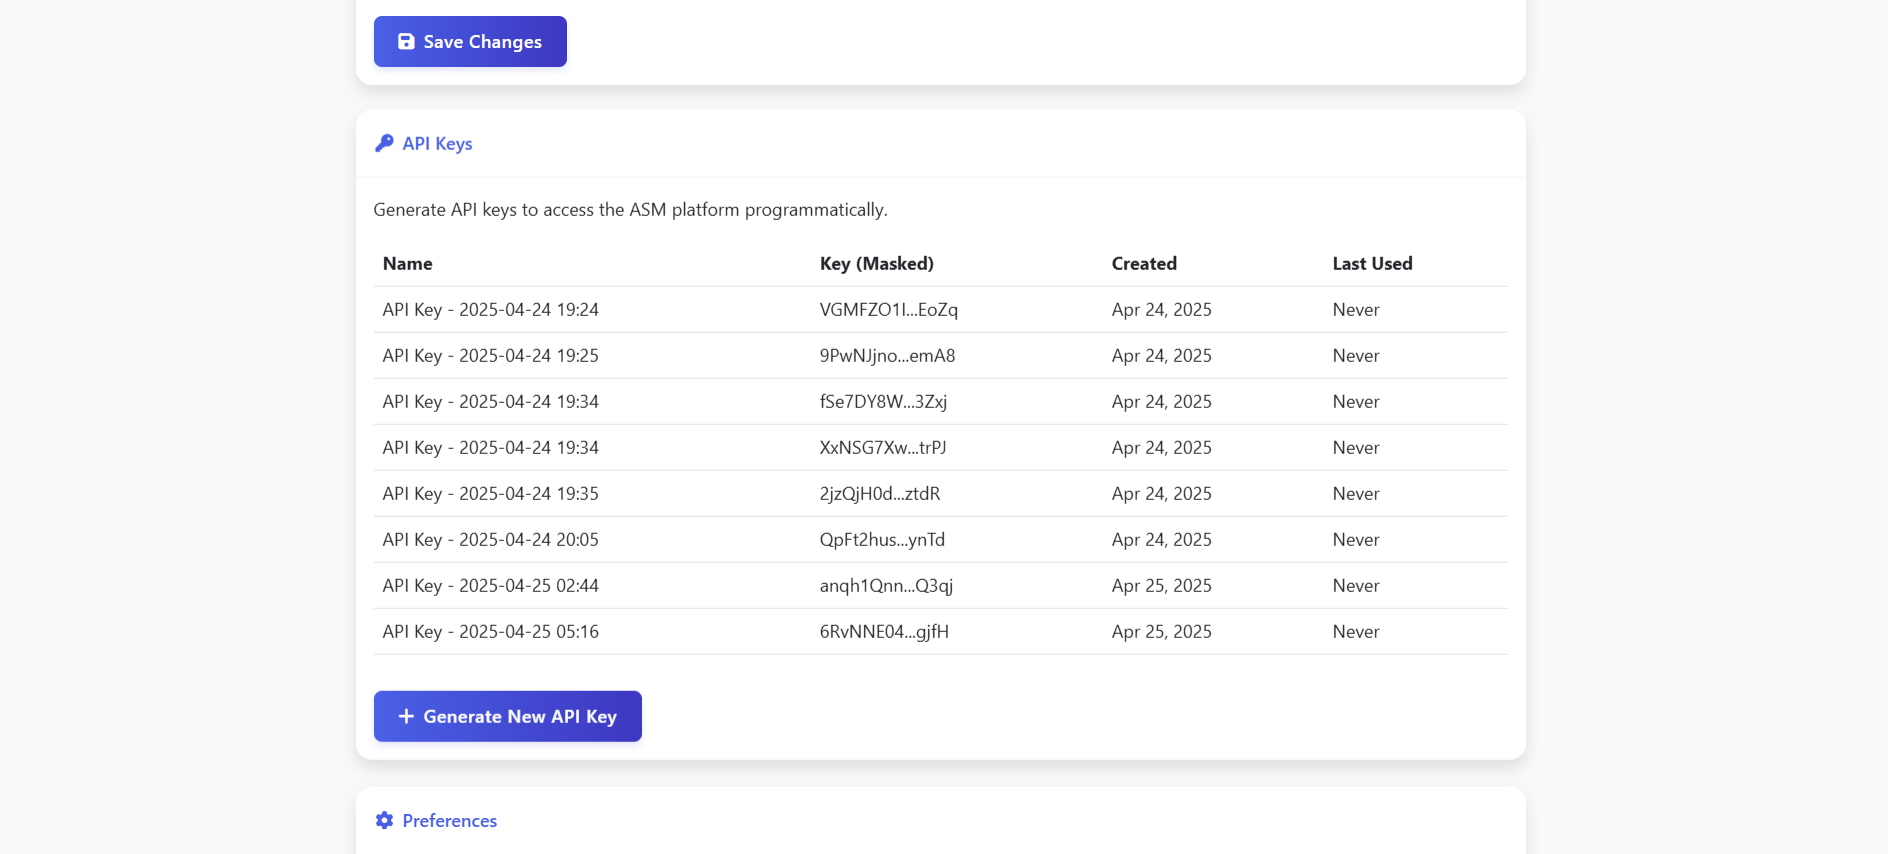 Save Changes
API Keys
Generate API keys to access the ASM platform programmatically.
Name Key (Masked) Created Last Used
API Key - 2025-04-24 19:24 VGMFZO1I...EoZq Apr 24, 2025 Never
API Key - 2025-04-24 19:25 9PwNJjno...emA8 Apr 24, 2025 Never
API Key - 2025-04-24 19:34 fSe7DY8W...3Zxj Apr 24, 2025 Never
API Key - 2025-04-24 19:34 XxNSG7Xw...trPJ Apr 24, 2025 Never
API Key - 2025-04-24 19:35 2jzQjH0d...ztdR Apr 24, 2025 Never
API Key - 2025-04-24 20:05 QpFt2hus...ynTd Apr 24, 2025 Never
API Key - 2025-04-25 02:44 anqh1Qnn...Q3qj Apr 25, 2025 Never
API Key - 2025-04-25 05:16 6RvNNE04...gjfH Apr 25, 2025 Never
Generate New API Key
Preferences